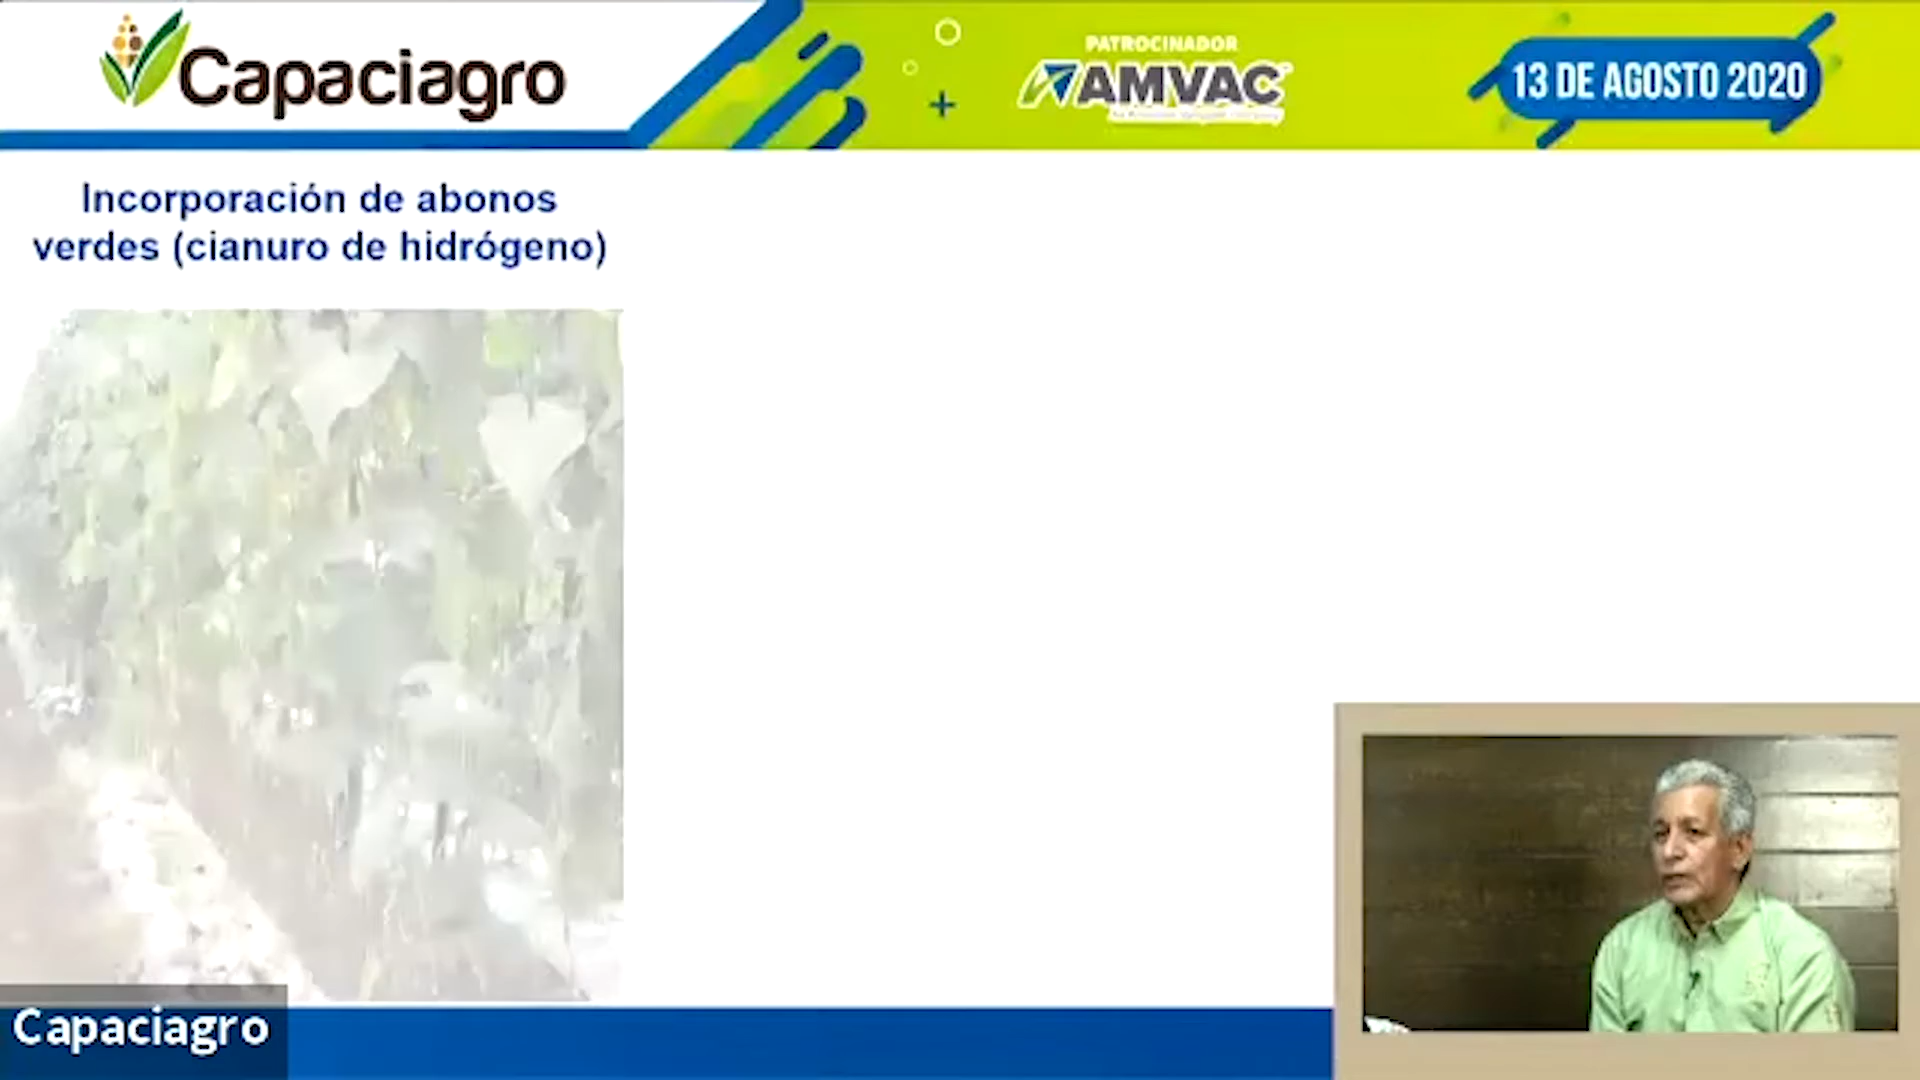 Capaciagro
PATROCINADOR
AMVAC
13 DE AGOSTO 2020
Incorporación de abonos
verdes (cianuro de hidrógeno)
Capaciagro